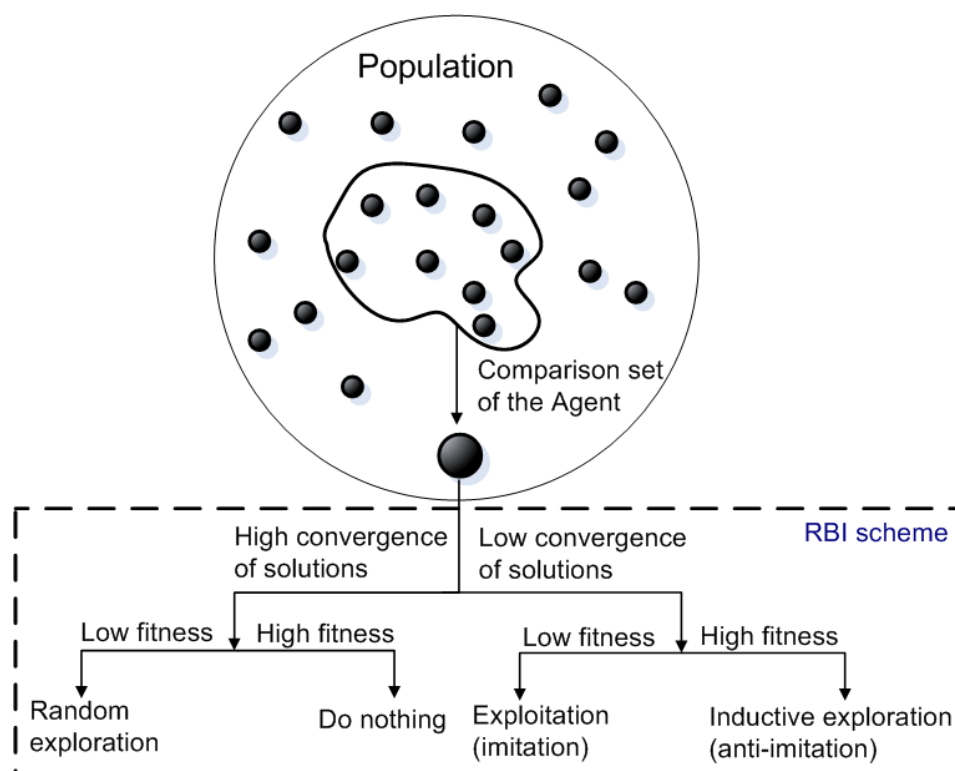 Population
Comparison set
of the Agent
RBI scheme
High convergence
of solutions
Low convergence
of solutions
Low fitness
High fitness
Low fitness
High fitness
Random
exploration
Do nothing
Exploitation
(imitation)
Inductive exploration
(anti-imitation)